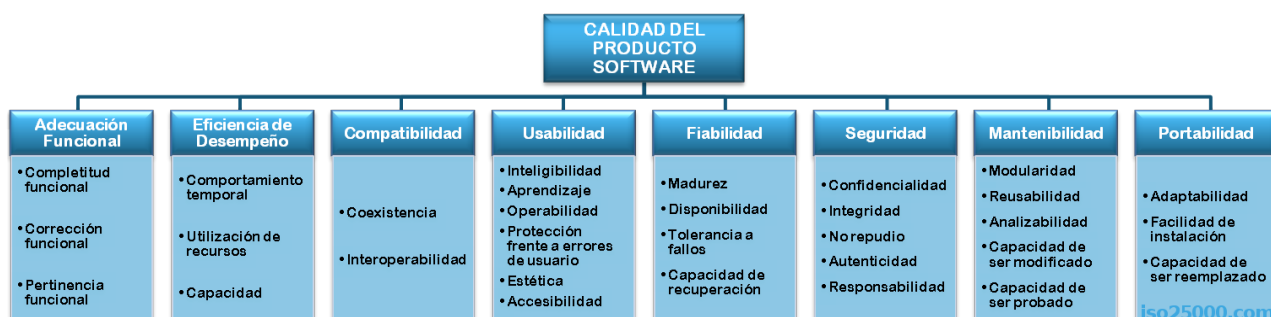 CALIDAD DEL
PRODUCTO
SOFTWARE
Adecuación
Funcional
• Completitud
funcional
• Corrección
funcional
• Pertinencia
funcional
Eficiencia de
Desempeño
• Comportamiento
temporal
• Utilización de
recursos
• Capacidad
Compatibilidad
• Coexistencia
• Interoperabilidad
Usabilidad
• Inteligibilidad
• Aprendizaje
• Operabilidad
• Protección
frente a errores
de usuario
• Estética
• Accesibilidad
Fiabilidad
• Madurez
• Disponibilidad
• Tolerancia a
fallos
• Capacidad de
recuperación
Seguridad
• Confidencialidad
• Integridad
• No repudio
• Autenticidad
• Responsabilidad
Mantenibilidad
• Modularidad
• Reusabilidad
• Analizabilidad
• Capacidad de
ser modificado
• Capacidad de
ser probado
Portabilidad
• Adaptabilidad
• Facilidad de
instalación
• Capacidad de
ser reemplazado
iso25000.com